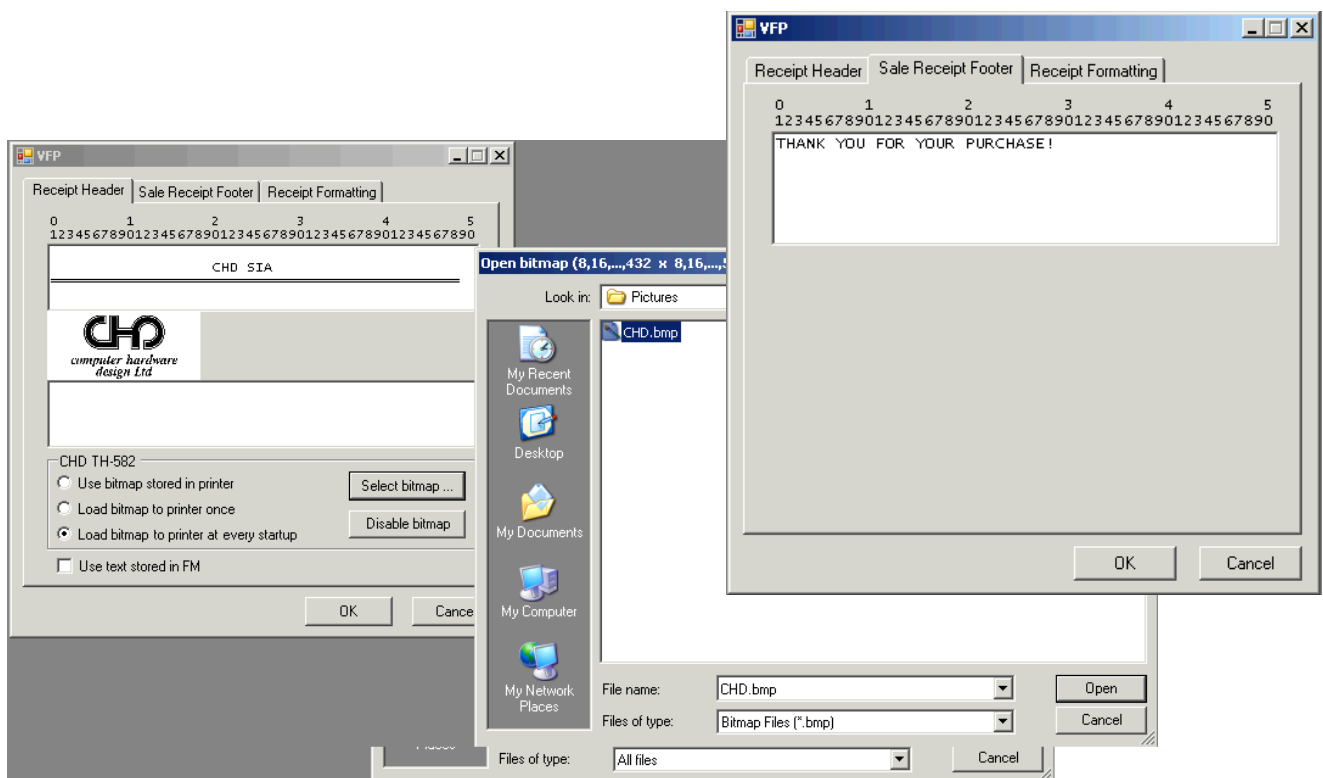 VFP
Receipt Header Sale Receipt Footer Receipt Formatting
0 1 2 3 4 5
12345678901234567890123456789012345678901234567890
THANK YOU FOR YOUR PURCHASE!
OK Cancel
VFP
Receipt Header Sale Receipt Footer Receipt Formatting
0 1 2 3 4 5
12345678901234567890123456789012345678901234567890
CHD SIA
CHD
computer hardware
design Ltd
CHD TH-582
Use bitmap stored in printer
Select bitmap ...
Load bitmap to printer once
Disable bitmap
Load bitmap to printer at every startup
Use text stored in FM
OK Cance
Open bitmap (8,16,...,432 x 8,16,...,
Look in: Pictures
CHD.bmp
My Recent
Documents
Desktop
My Documents
My Computer
My Network
Places
File name: CHD.bmp Open
Files of type: Bitmap Files (*.bmp) Cancel
Files of type: All files Cancel